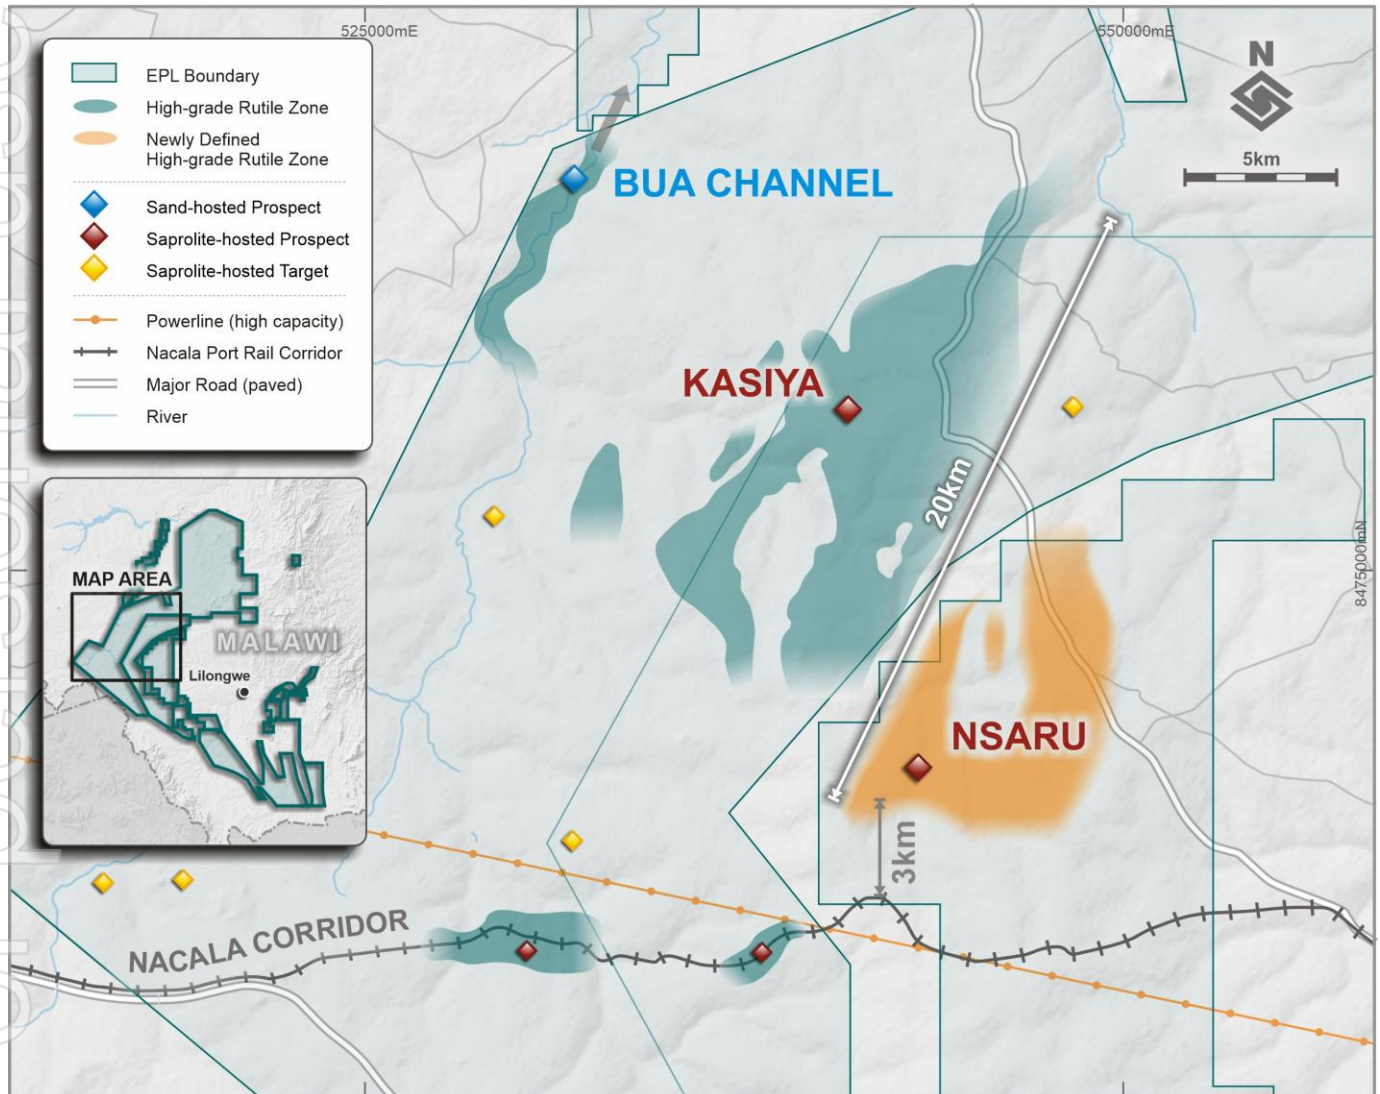 525000mE
550000mE
EPL Boundary
High-grade Rutile Zone
Newly Defined
High-grade Rutile Zone
Sand-hosted Prospect
Saprolite-hosted Prospect
Saprolite-hosted Target
Powerline (high capacity)
Nacala Port Rail Corridor
Major Road (paved)
River
N
5km
BUA CHANNEL
KASIYA
20km
8475000mN
MAP AREA
MALAWI
Lilongwe
NSARU
3km
NACALA CORRIDOR